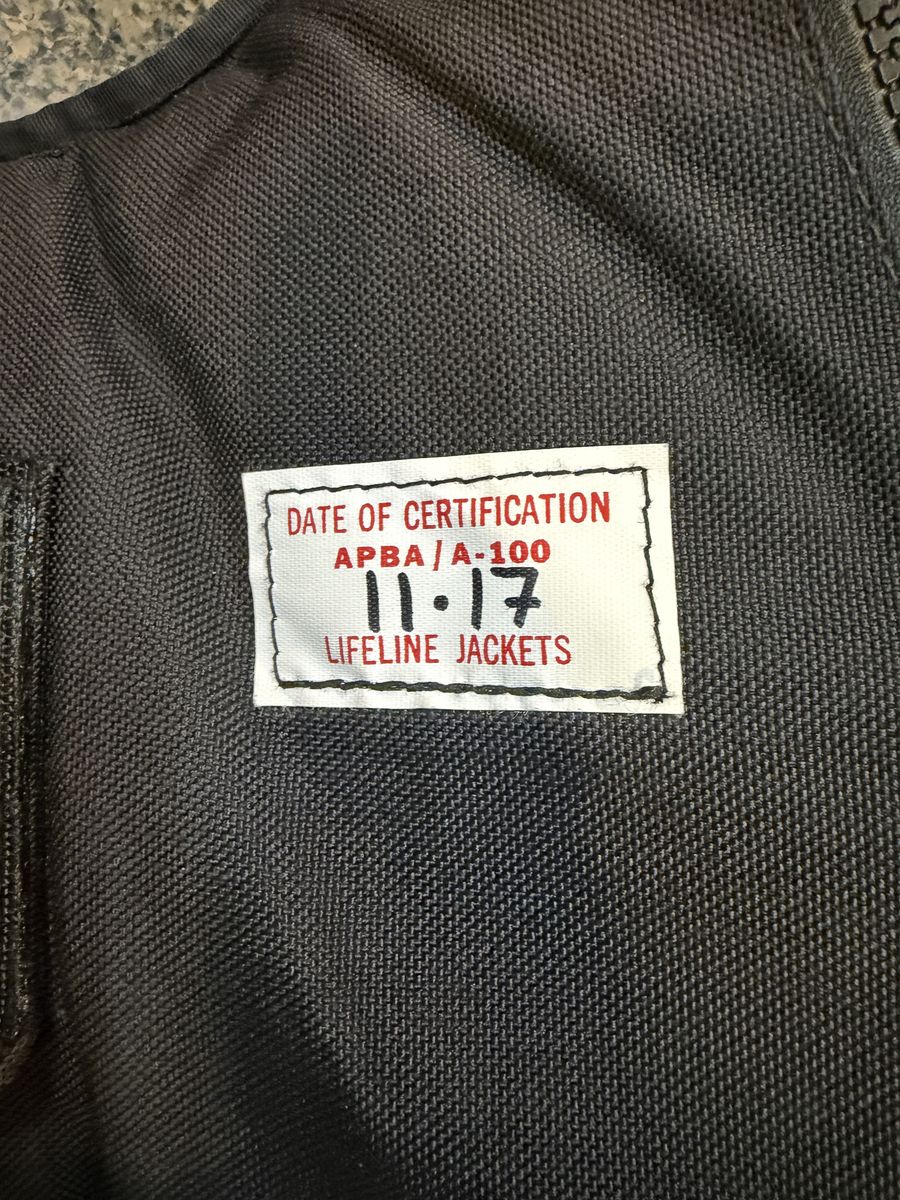 DATE OF CERTIFICATION
APBA / A-100
11·17
LIFELINE JACKETS